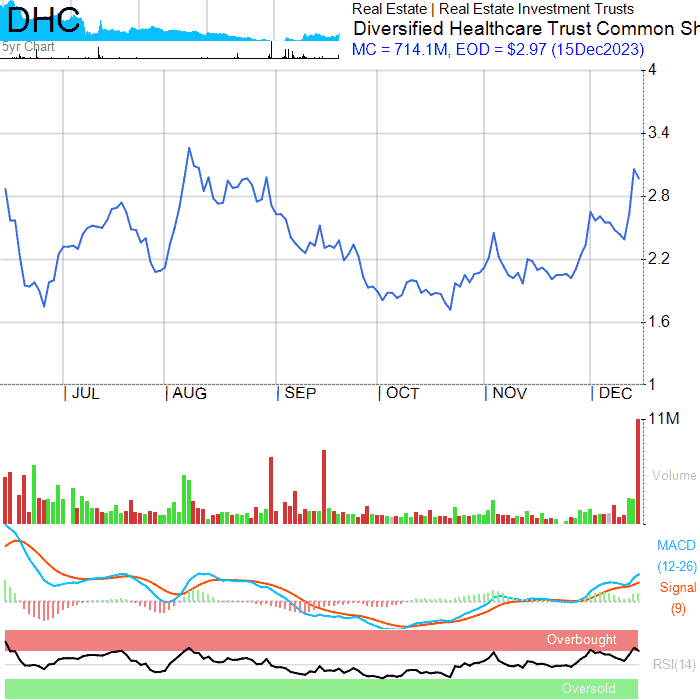 DHC
5yr Chart
Real Estate | Real Estate Investment Trusts
Diversified Healthcare Trust Common Sh
MC = 714.1M, EOD = $2.97 (15Dec2023)
4
3.4
2.8
2.2
1.6
1
| JUL | AUG | SEP | OCT | NOV | DEC
11M
Volume
MACD
(12-26)
Signal
(9)
Overbought
RSI(14)
Oversold